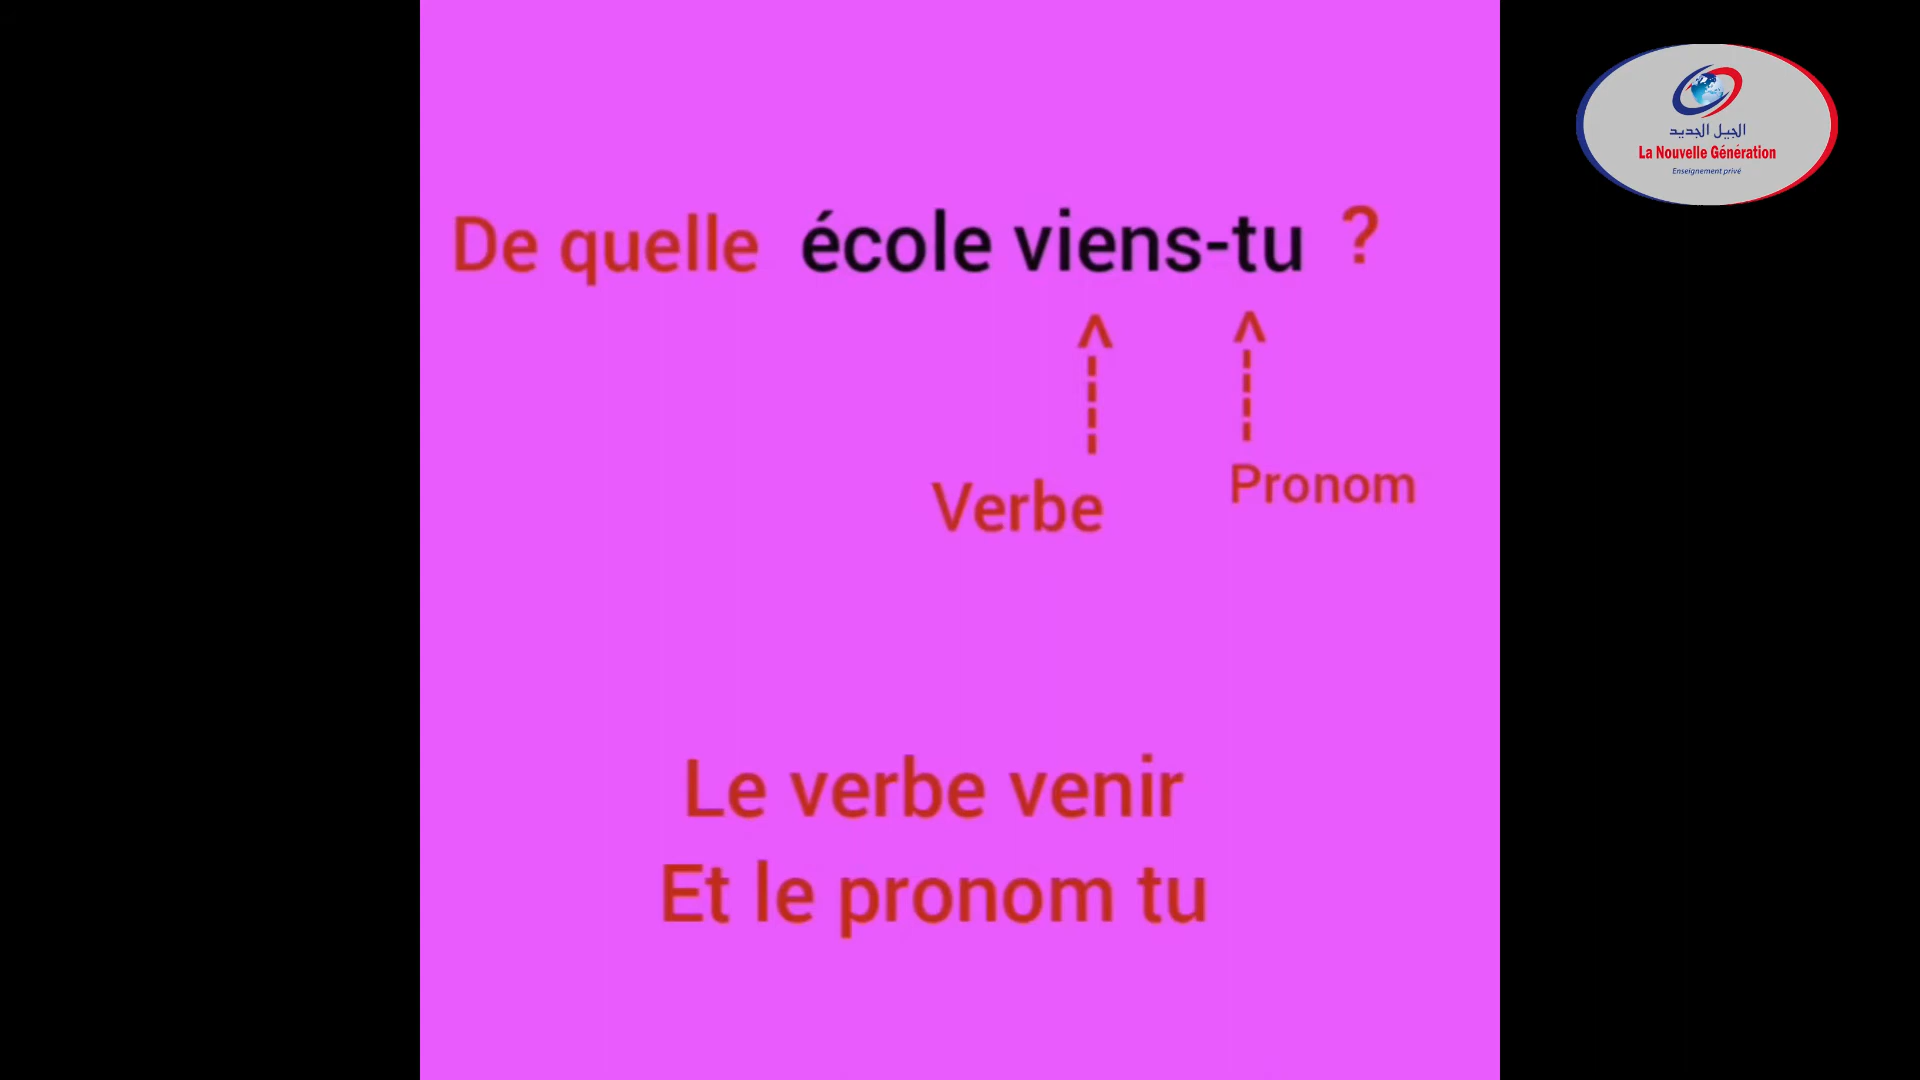 De quelle école viens-tu ?
Verbe
Pronom
Le verbe venir
Et le pronom tu
الجيل الجديد
La Nouvelle Génération
Enseignement privé